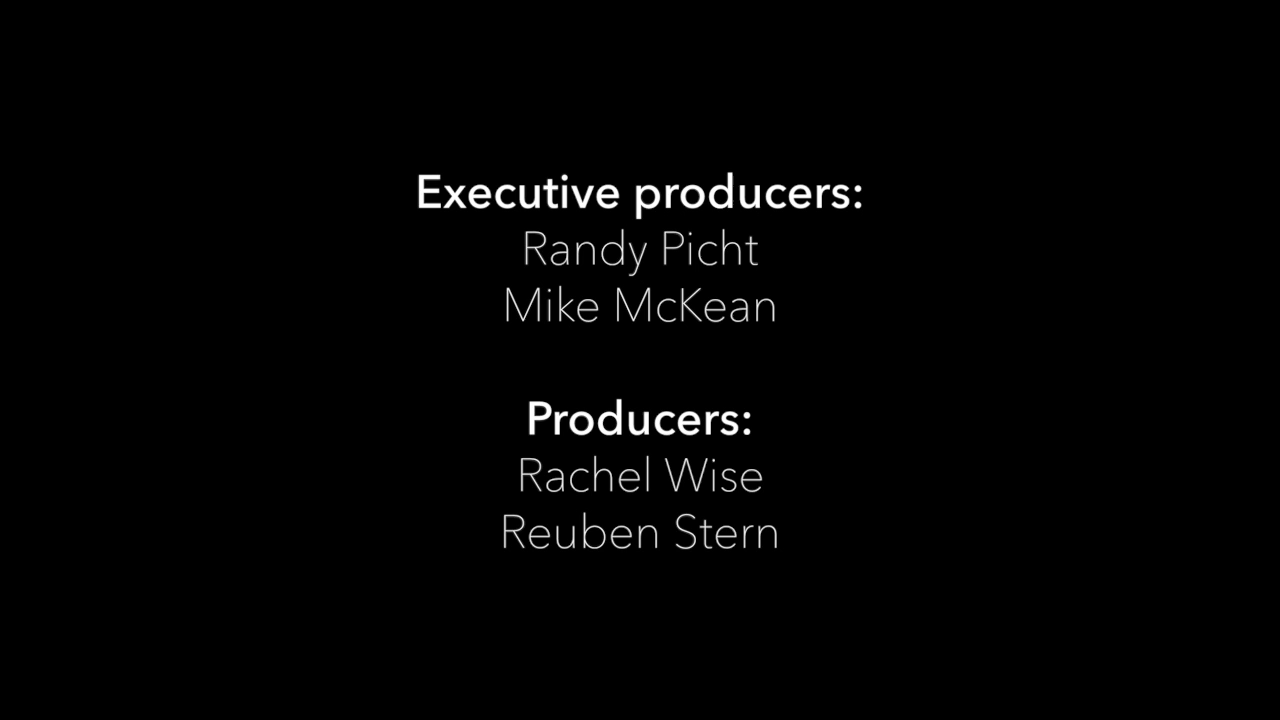 Executive producers:
Randy Picht
Mike McKean
Producers:
Rachel Wise
Reuben Stern